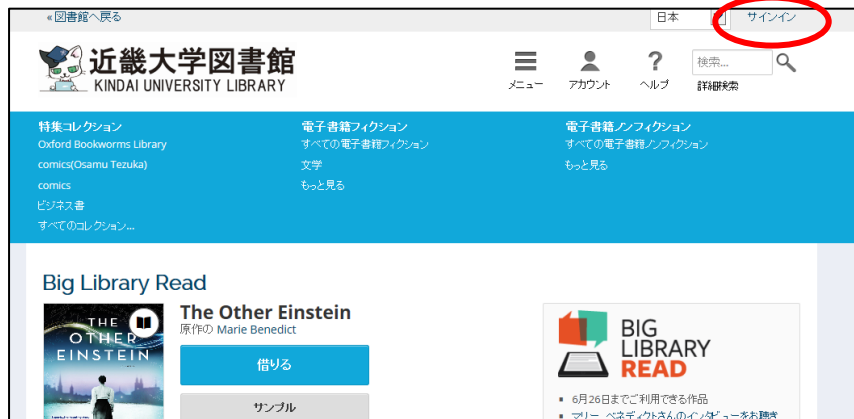 «図書館へ戻る
日本
サインイン
近畿大学図書館
KINDAI UNIVERSITY LIBRARY
メニュー
アカウント
?
ヘルプ
検索...
詳細検索
特集コレクション
Oxford Bookworms Library
comics(Osamu Tezuka)
comics
ビジネス書
すべてのコレクション...
電子書籍フィクション
すべての電子書籍フィクション
文学
もっと見る
電子書籍ノンフィクション
すべての電子書籍ノンフィクション
もっと見る
Big Library Read
THE
OTHER
EINSTEIN
The Other Einstein
原作の Marie Benedict
借りる
サンプル
BIG
LIBRARY
READ
▪ 6月26日までご利用できる作品
▪ マリー ベネディクトさんのインタビューをお聴き